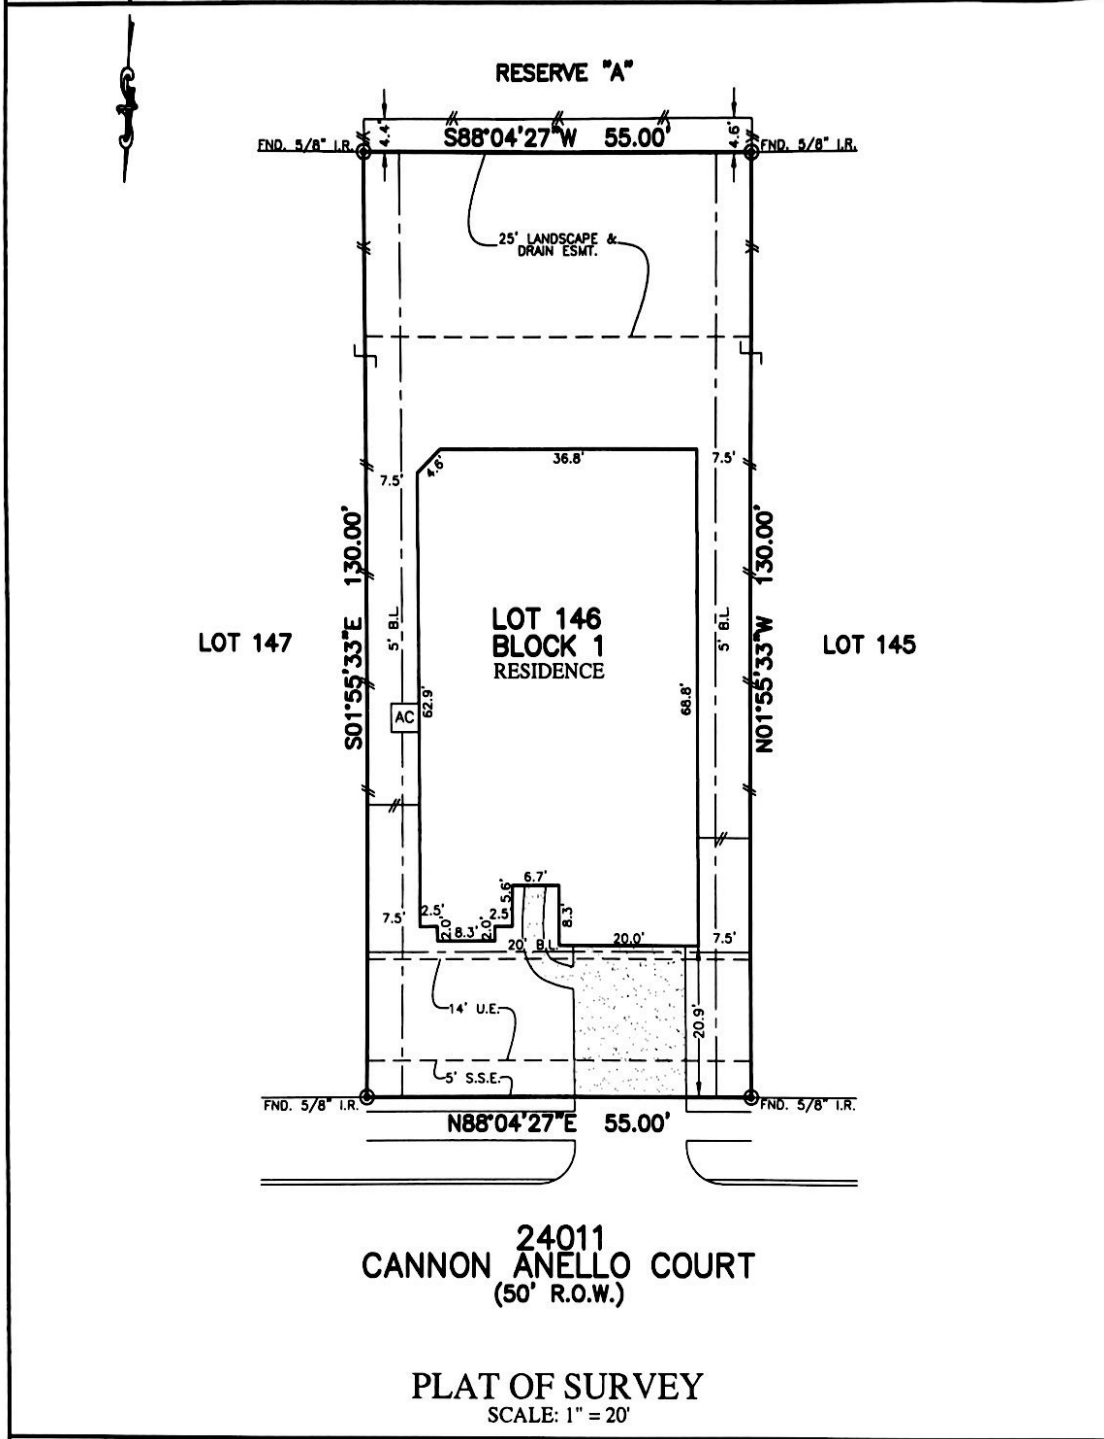 RESERVE "A"
4.4'
S88°04'27"W 55.00'
4.6'
FND. 5/8" I.R.
FND. 5/8" I.R.
25' LANDSCAPE &
DRAIN ESMT.
36.8'
4.6'
7.5'
7.5'
S01°55'33"E 130.00'
N01°55'33"W 130.00'
5' B.L.
5' B.L.
LOT 147
LOT 146
BLOCK 1
RESIDENCE
LOT 145
62.9'
68.8'
AC
6.7'
5.6'
8.3'
7.5'
2.5'
2.0'
8.3'
2.0'
2.5'
20' B.L.
20.0'
7.5'
14' U.E.
20.9'
5' S.S.E.
FND. 5/8" I.R.
FND. 5/8" I.R.
N88°04'27"E 55.00'
24011
CANNON ANELLO COURT
(50' R.O.W.)
PLAT OF SURVEY
SCALE: 1" = 20'